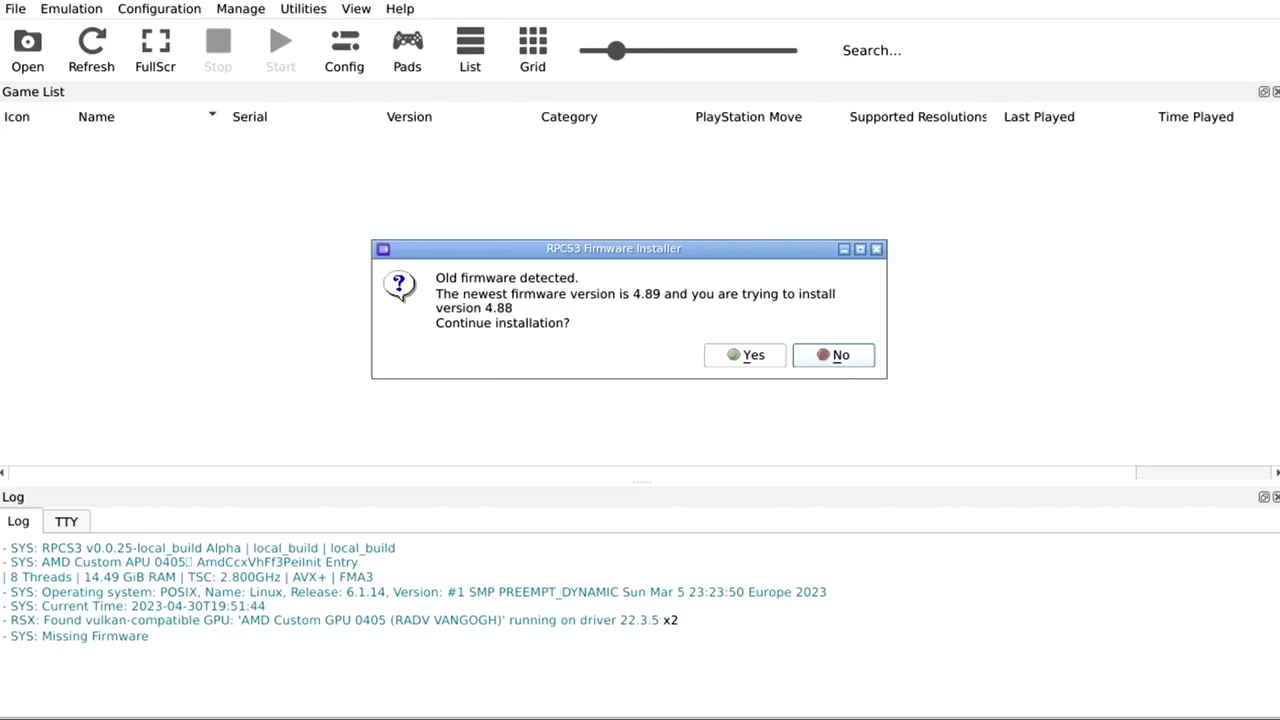 File Emulation Configuration Manage Utilities View Help
Open Refresh FullScr Stop Start Config Pads List Grid Search...
Game List
Icon Name Serial Version Category PlayStation Move Supported Resolutions Last Played Time Played
RPCS3 Firmware Installer
Old firmware detected.
The newest firmware version is 4.89 and you are trying to install
version 4.88
Continue installation?
Yes No
Log
Log TTY
- SYS: RPCS3 v0.0.25-local_build Alpha | local_build | local_build
- SYS: AMD Custom APU 0405 AmdCcxVhFf3PeiInit Entry
| 8 Threads | 14.49 GiB RAM | TSC: 2.800GHz | AVX+ | FMA3
- SYS: Operating system: POSIX, Name: Linux, Release: 6.1.14, Version: #1 SMP PREEMPT_DYNAMIC Sun Mar 5 23:23:50 Europe 2023
- SYS: Current Time: 2023-04-30T19:51:44
- RSX: Found vulkan-compatible GPU: 'AMD Custom GPU 0405 (RADV VANGOGH)' running on driver 22.3.5 x2
- SYS: Missing Firmware